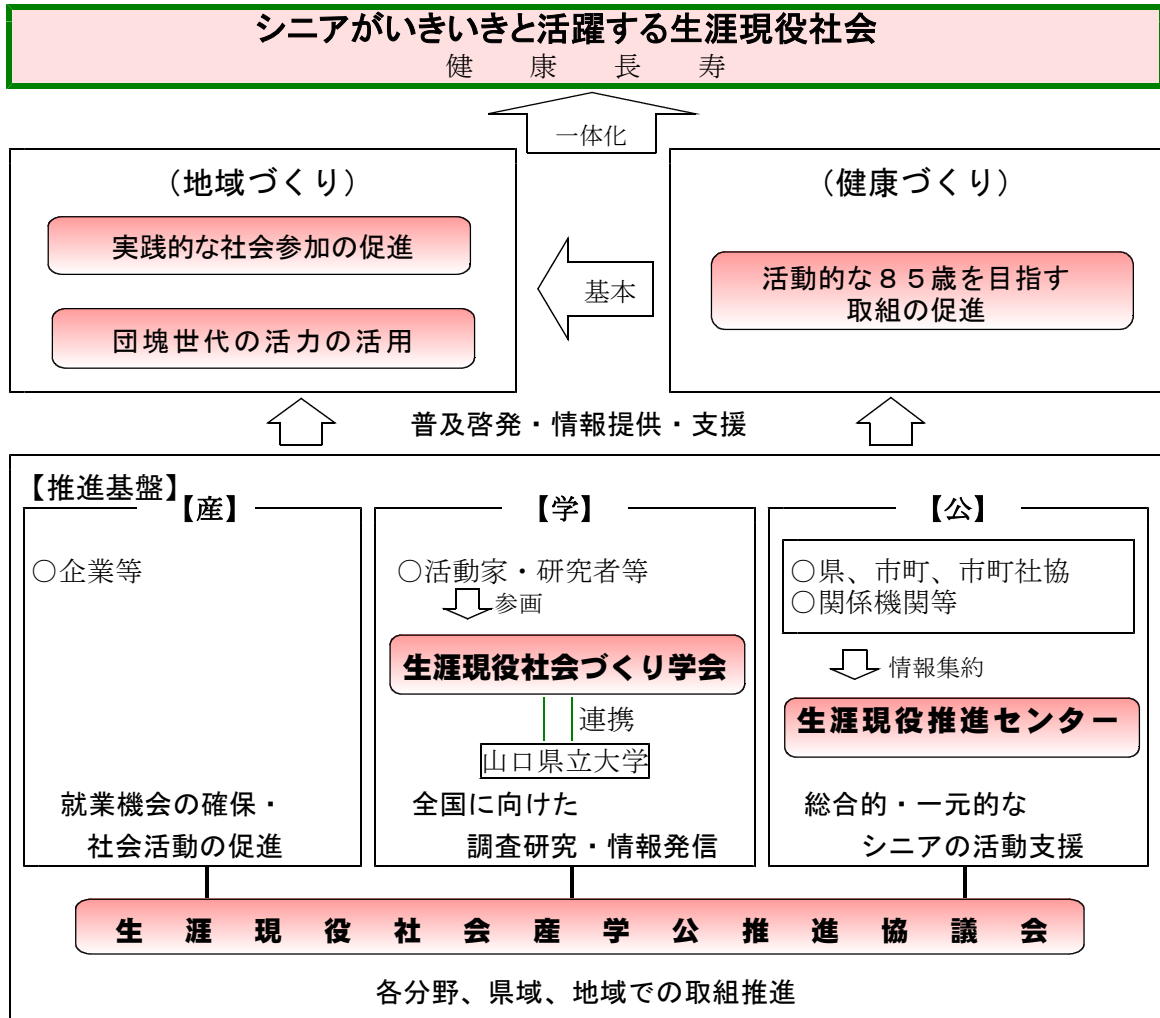 シニアがいきいきと活躍する生涯現役社会
健　康　長　寿
一体化
（地域づくり）
実践的な社会参加の促進
団塊世代の活力の活用
基本
（健康づくり）
活動的な８５歳を目指す
取組の促進
普及啓発・情報提供・支援
【推進基盤】
【産】
○企業等
就業機会の確保・
社会活動の促進
【学】
○活動家・研究者等
参画
生涯現役社会づくり学会
連携
山口県立大学
全国に向けた
調査研究・情報発信
【公】
○県、市町、市町社協
○関係機関等
情報集約
生涯現役推進センター
総合的・一元的な
シニアの活動支援
生涯現役社会産学公推進協議会
各分野、県域、地域での取組推進